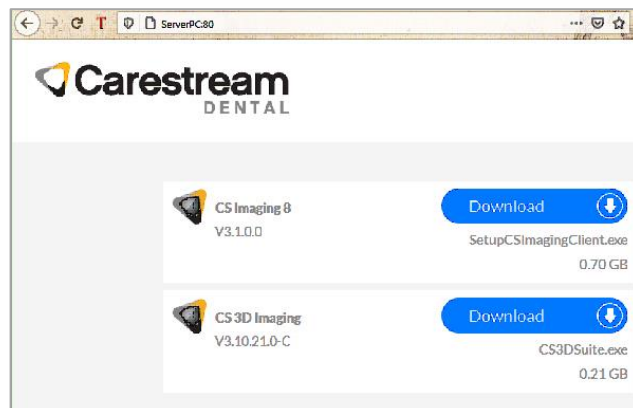 ServerPC:80
Carestream
DENTAL
CS Imaging 8
V3.1.0.0
Download
SetupCSImagingClient.exe
0.70 GB
CS 3D Imaging
V3.10.21.0-C
Download
CS3DSuite.exe
0.21 GB